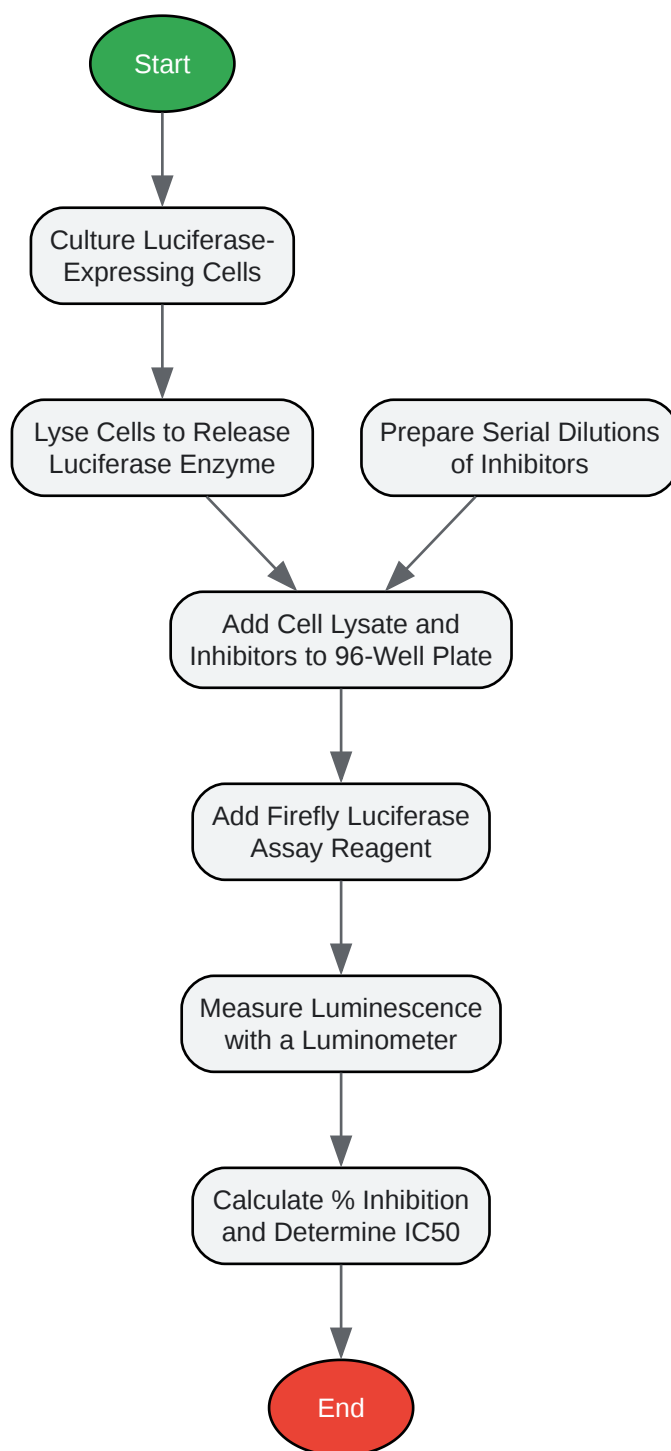 Start
Culture Luciferase-
Expressing Cells
Lyse Cells to Release
Luciferase Enzyme
Prepare Serial Dilutions
of Inhibitors
Add Cell Lysate and
Inhibitors to 96-Well Plate
Add Firefly Luciferase
Assay Reagent
Measure Luminescence
with a Luminometer
Calculate % Inhibition
and Determine IC50
End